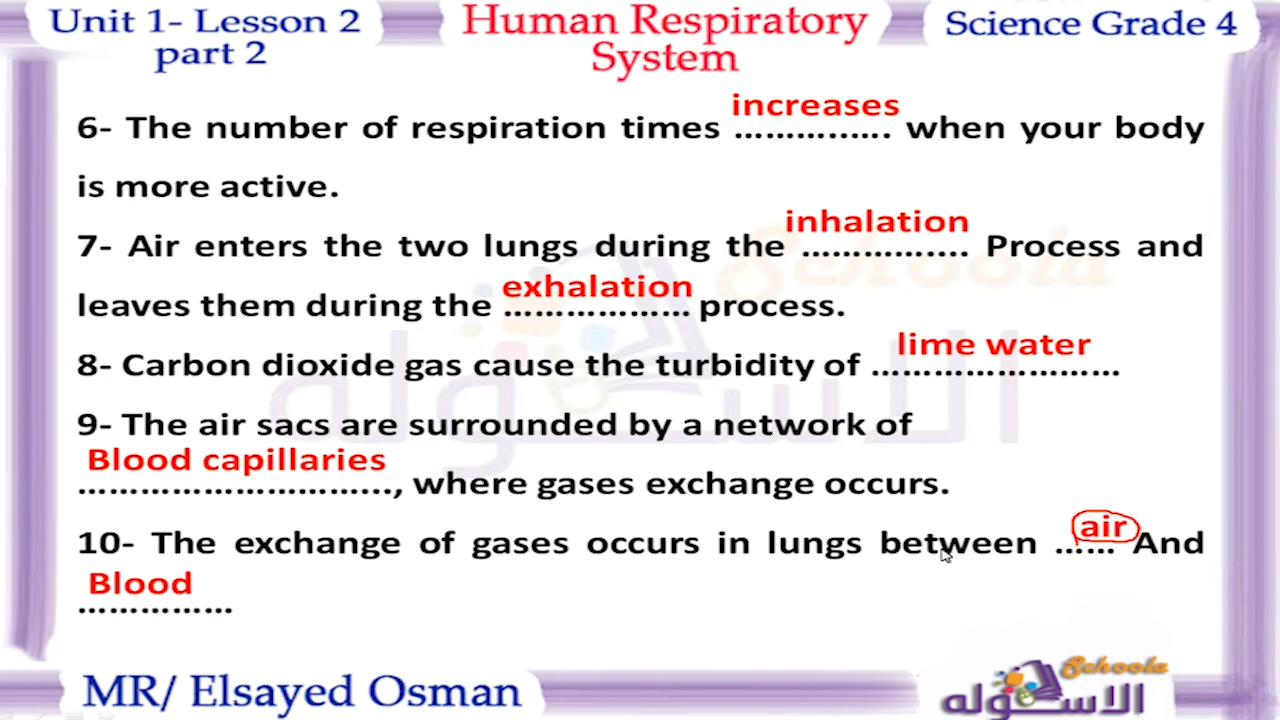 Unit 1- Lesson 2
part 2
Human Respiratory
System
Science Grade 4
increases
6- The number of respiration times ................ when your body
is more active.
inhalation
7- Air enters the two lungs during the ................. Process and
exhalation
leaves them during the .................. process.
lime water
8- Carbon dioxide gas cause the turbidity of ........................
9- The air sacs are surrounded by a network of
Blood capillaries
..............................., where gases exchange occurs.
air
10- The exchange of gases occurs in lungs between ...... And
Blood
...............
MR/ Elsayed Osman
Schoola
الاسكوله